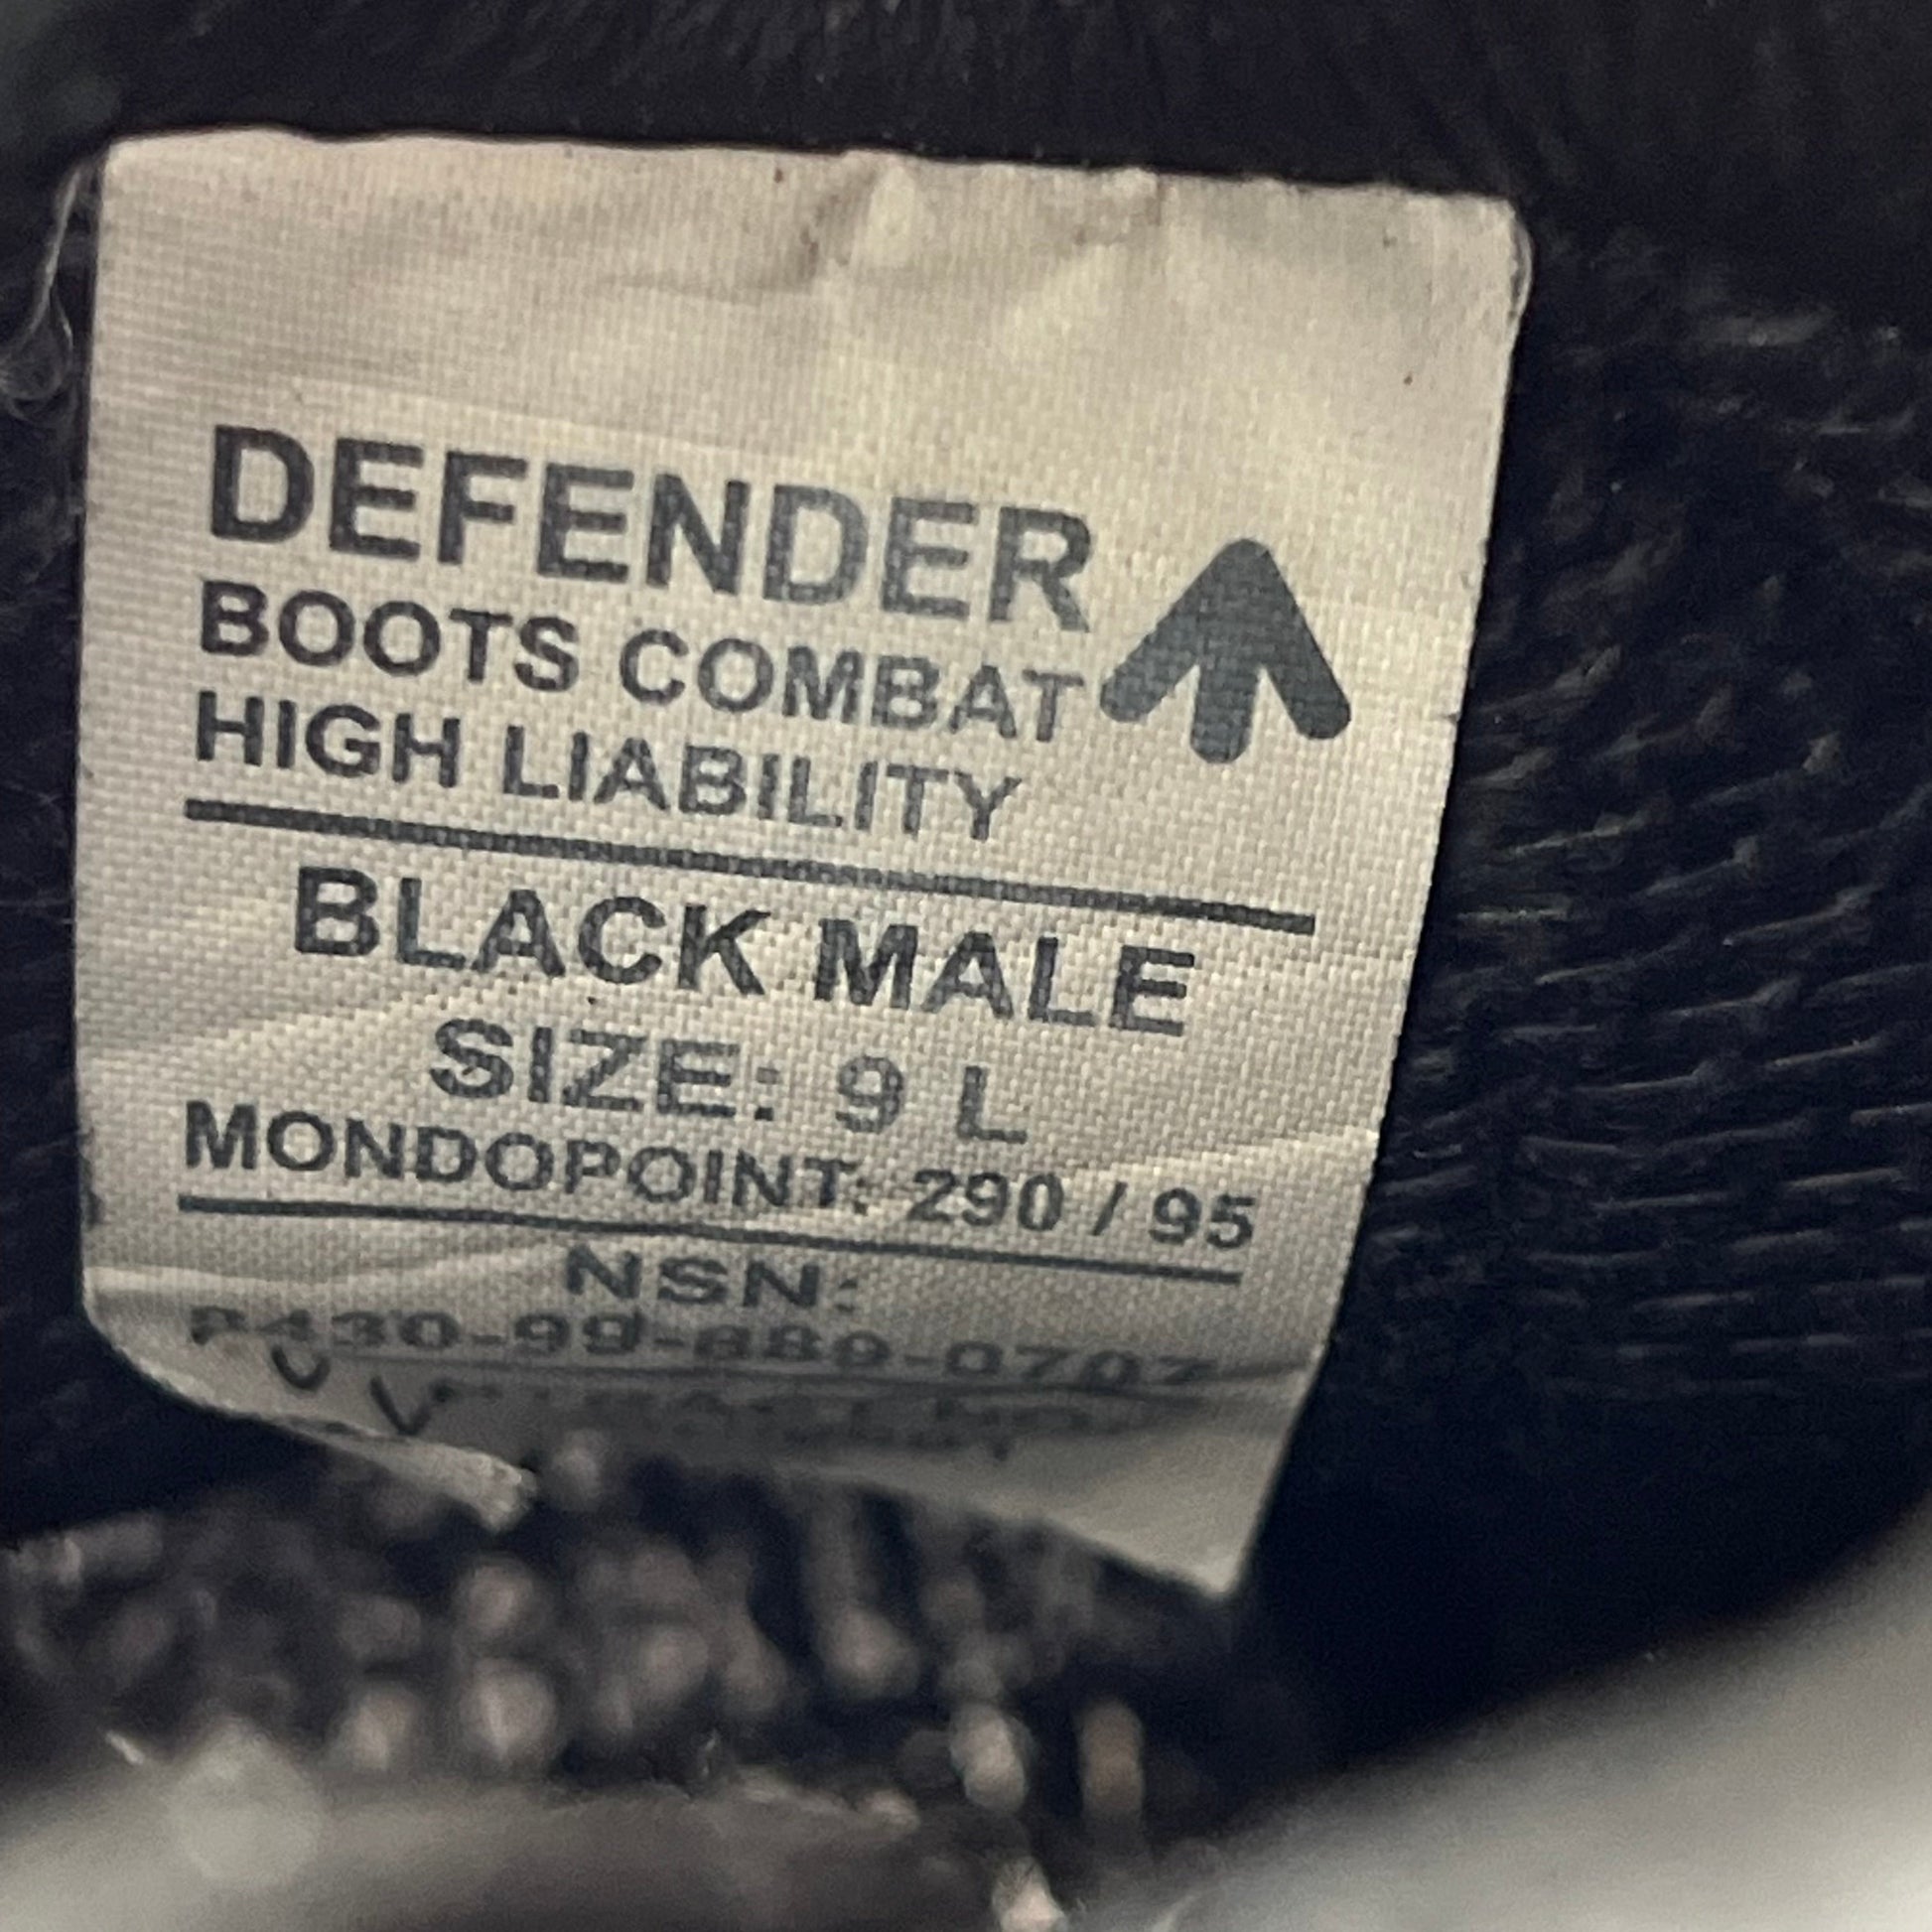 DEFENDER
BOOTS COMBAT
HIGH LIABILITY
BLACK MALE
SIZE: 9 L
MONDOPOINT: 290 / 95
NSN: